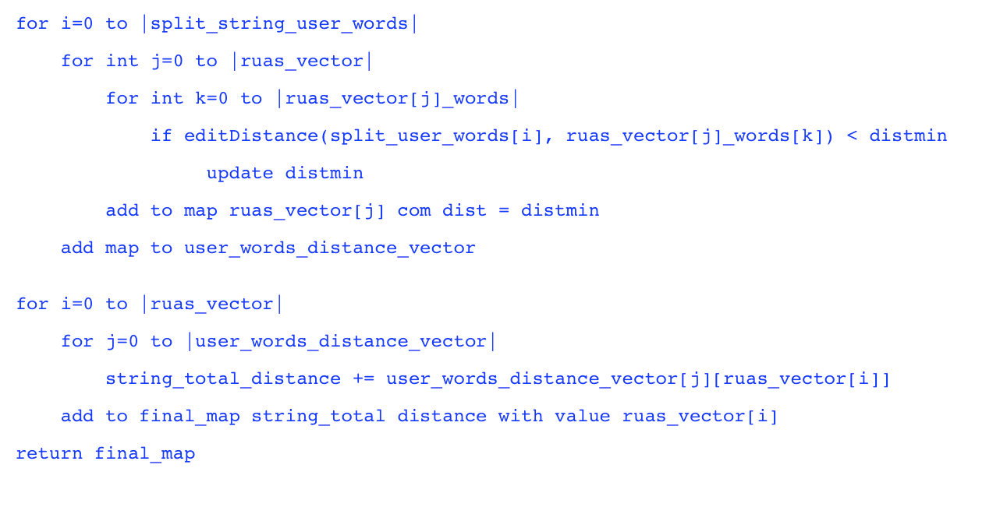 for i=0 to |split_string_user_words|
for int j=0 to |ruas_vector|
for int k=0 to |ruas_vector[j]_words|
if editDistance(split_user_words[i], ruas_vector[j]_words[k]) < distmin
update distmin
add to map ruas_vector[j] com dist = distmin
add map to user_words_distance_vector
for i=0 to |ruas_vector|
for j=0 to |user_words_distance_vector|
string_total_distance += user_words_distance_vector[j][ruas_vector[i]]
add to final_map string_total distance with value ruas_vector[i]
return final_map